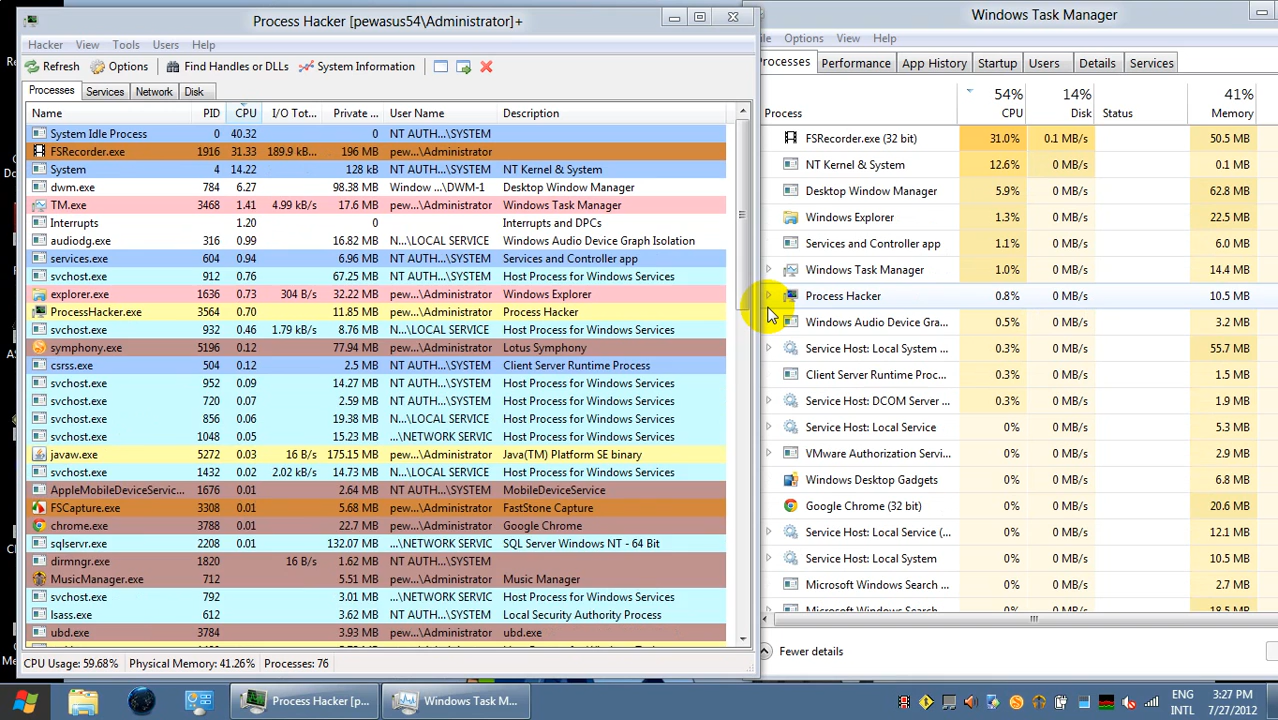 Process Hacker [pewasus54\Administrator]+
Hacker View Tools Users Help
Refresh Options Find Handles or DLLs System Information
Processes Services Network Disk
Name PID CPU I/O Tot... Private ... User Name Description
System Idle Process 0 40.32 0 NT AUTH...\SYSTEM
FSRecorder.exe 1916 31.33 189.9 kB... 196 MB pew...\Administrator
System 4 14.22 128 kB NT AUTH...\SYSTEM NT Kernel & System
dwm.exe 784 6.27 98.38 MB Window ...\DWM-1 Desktop Window Manager
TM.exe 3468 1.41 4.99 kB/s 17.6 MB pew...\Administrator Windows Task Manager
Interrupts 1.20 0 Interrupts and DPCs
audiodg.exe 316 0.99 16.82 MB N...\LOCAL SERVICE Windows Audio Device Graph Isolation
services.exe 604 0.94 6.96 MB NT AUTH...\SYSTEM Services and Controller app
svchost.exe 912 0.76 67.25 MB NT AUTH...\SYSTEM Host Process for Windows Services
explorer.exe 1636 0.73 304 B/s 32.22 MB pew...\Administrator Windows Explorer
ProcessHacker.exe 3564 0.70 11.85 MB pew...\Administrator Process Hacker
svchost.exe 932 0.46 1.79 kB/s 8.76 MB NT AUTH...\SYSTEM Host Process for Windows Services
symphony.exe 5196 0.12 77.94 MB pew...\Administrator Lotus Symphony
csrss.exe 504 0.12 2.5 MB NT AUTH...\SYSTEM Client Server Runtime Process
svchost.exe 952 0.09 14.27 MB NT AUTH...\SYSTEM Host Process for Windows Services
svchost.exe 720 0.07 2.59 MB NT AUTH...\SYSTEM Host Process for Windows Services
svchost.exe 856 0.06 19.38 MB N...\LOCAL SERVICE Host Process for Windows Services
svchost.exe 1048 0.05 15.23 MB ...\NETWORK SERVIC Host Process for Windows Services
javaw.exe 5272 0.03 16 B/s 175.15 MB pew...\Administrator Java(TM) Platform SE binary
svchost.exe 1432 0.02 2.02 kB/s 14.73 MB N...\LOCAL SERVICE Host Process for Windows Services
AppleMobileDeviceServic... 1676 0.01 2.64 MB NT AUTH...\SYSTEM MobileDeviceService
FSCapture.exe 3308 0.01 5.68 MB pew...\Administrator FastStone Capture
chrome.exe 3788 0.01 22.7 MB pew...\Administrator Google Chrome
sqlservr.exe 2208 0.01 132.07 MB ...\NETWORK SERVIC SQL Server Windows NT - 64 Bit
dirmngr.exe 1820 16 B/s 1.62 MB NT AUTH...\SYSTEM
MusicManager.exe 712 5.51 MB pew...\Administrator Music Manager
svchost.exe 792 3.01 MB ...\NETWORK SERVIC Host Process for Windows Services
lsass.exe 612 3.62 MB NT AUTH...\SYSTEM Local Security Authority Process
ubd.exe 3784 3.93 MB pew...\Administrator ubd.exe
CPU Usage: 59.68% Physical Memory: 41.26% Processes: 76
Windows Task Manager
ile Options View Help
Processes Performance App History Startup Users Details Services
54% 14% 41%
Process CPU Disk Status Memory
FSRecorder.exe (32 bit) 31.0% 0.1 MB/s 50.5 MB
NT Kernel & System 12.6% 0 MB/s 0.1 MB
Desktop Window Manager 5.9% 0 MB/s 62.8 MB
Windows Explorer 1.3% 0 MB/s 22.5 MB
Services and Controller app 1.1% 0 MB/s 6.0 MB
Windows Task Manager 1.0% 0 MB/s 14.4 MB
Process Hacker 0.8% 0 MB/s 10.5 MB
Windows Audio Device Gra... 0.5% 0 MB/s 3.2 MB
Service Host: Local System ... 0.3% 0 MB/s 55.7 MB
Client Server Runtime Proc... 0.3% 0 MB/s 1.5 MB
Service Host: DCOM Server ... 0.3% 0 MB/s 1.9 MB
Service Host: Local Service 0% 0 MB/s 5.3 MB
VMware Authorization Servi... 0% 0 MB/s 2.9 MB
Windows Desktop Gadgets 0% 0 MB/s 6.8 MB
Google Chrome (32 bit) 0% 0 MB/s 20.6 MB
Service Host: Local Service (... 0% 0 MB/s 12.1 MB
Service Host: Local System 0% 0 MB/s 10.5 MB
Microsoft Windows Search ... 0% 0 MB/s 2.7 MB
Microsoft Windows Search 0% 0 MB/s 18.5 MB
Fewer details
Process Hacker [p... Windows Task M...
ENG 3:27 PM
INTL 7/27/2012